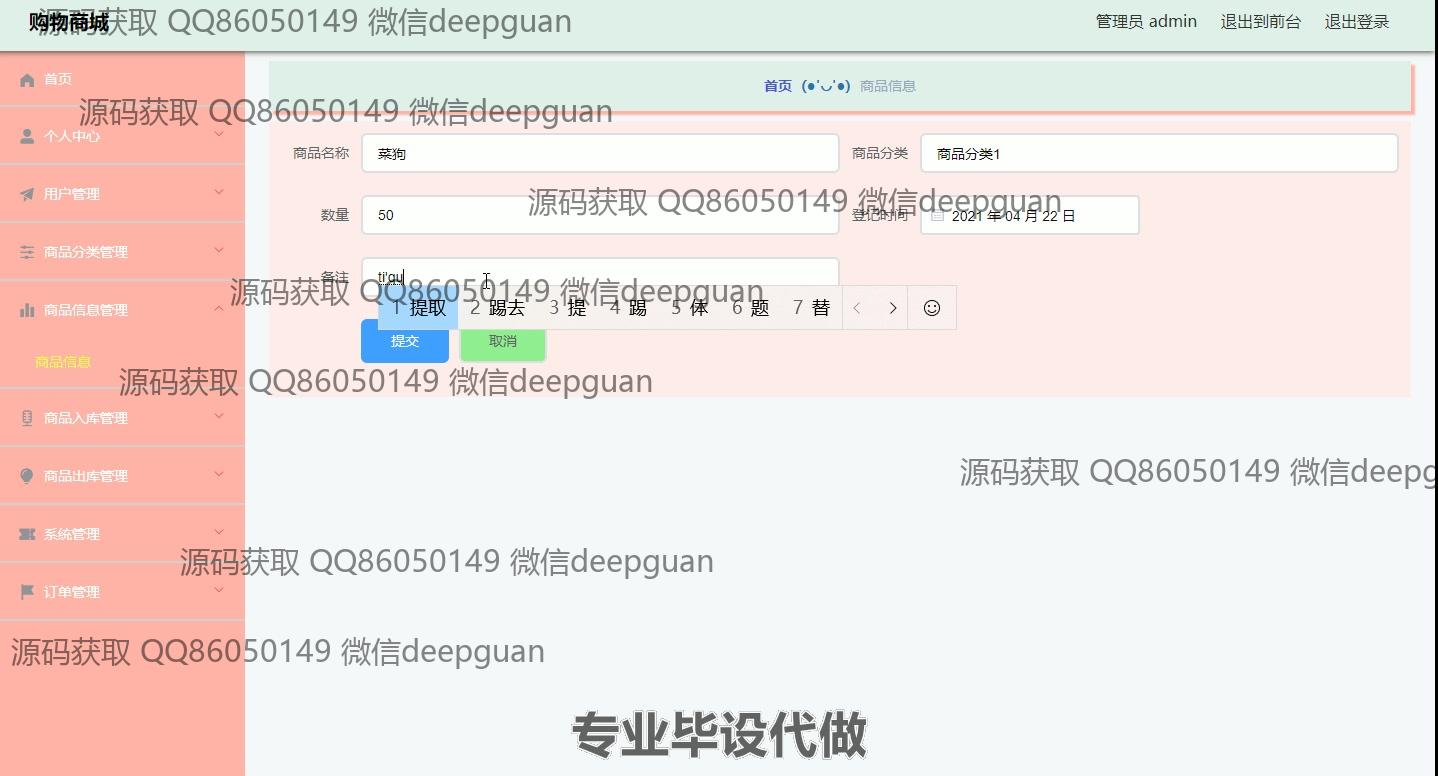 购物商城
源码获取 QQ86050149 微信deepguan
管理员 admin 退出到前台 退出登录
首页
首页 (●'◡'●) 商品信息
源码获取 QQ86050149 微信deepguan
个人中心
商品名称 菜狗 商品分类 商品分类1
用户管理
源码获取 QQ86050149 微信deepguan
数量 50 登记时间 2021 年 04 月 22 日
商品分类管理
备注 ti'qu
源码获取 QQ86050149 微信deepguan
商品信息管理
1 提取 2 踢去 3 提 4 踢 5 体 6 题 7 替
提交 取消
商品信息
源码获取 QQ86050149 微信deepguan
商品入库管理
商品出库管理
源码获取 QQ86050149 微信deepg
系统管理
源码获取 QQ86050149 微信deepguan
订单管理
源码获取 QQ86050149 微信deepguan
专业毕设代做